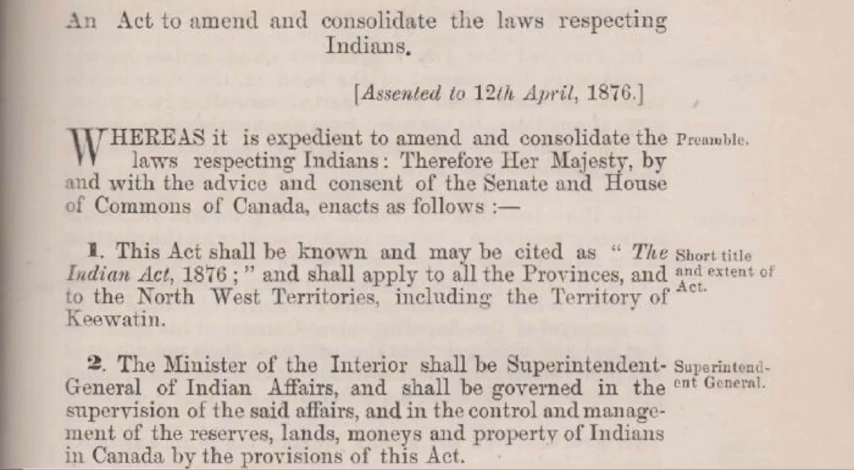 An Act to amend and consolidate the laws respecting
Indians.
[Assented to 12th April, 1876.]
WHEREAS it is expedient to amend and consolidate the
laws respecting Indians: Therefore Her Majesty, by
and with the advice and consent of the Senate and House
of Commons of Canada, enacts as follows :—
Preamble.
1. This Act shall be known and may be cited as " The
Indian Act, 1876 ; " and shall apply to all the Provinces, and
to the North West Territories, including the Territory of
Keewatin.
Short title
and extent of
Act.
2. The Minister of the Interior shall be Superintendent-
General of Indian Affairs, and shall be governed in the
supervision of the said affairs, and in the control and manage-
ment of the reserves, lands, moneys and property of Indians
in Canada by the provisions of this Act.
Superintend-
ent General.